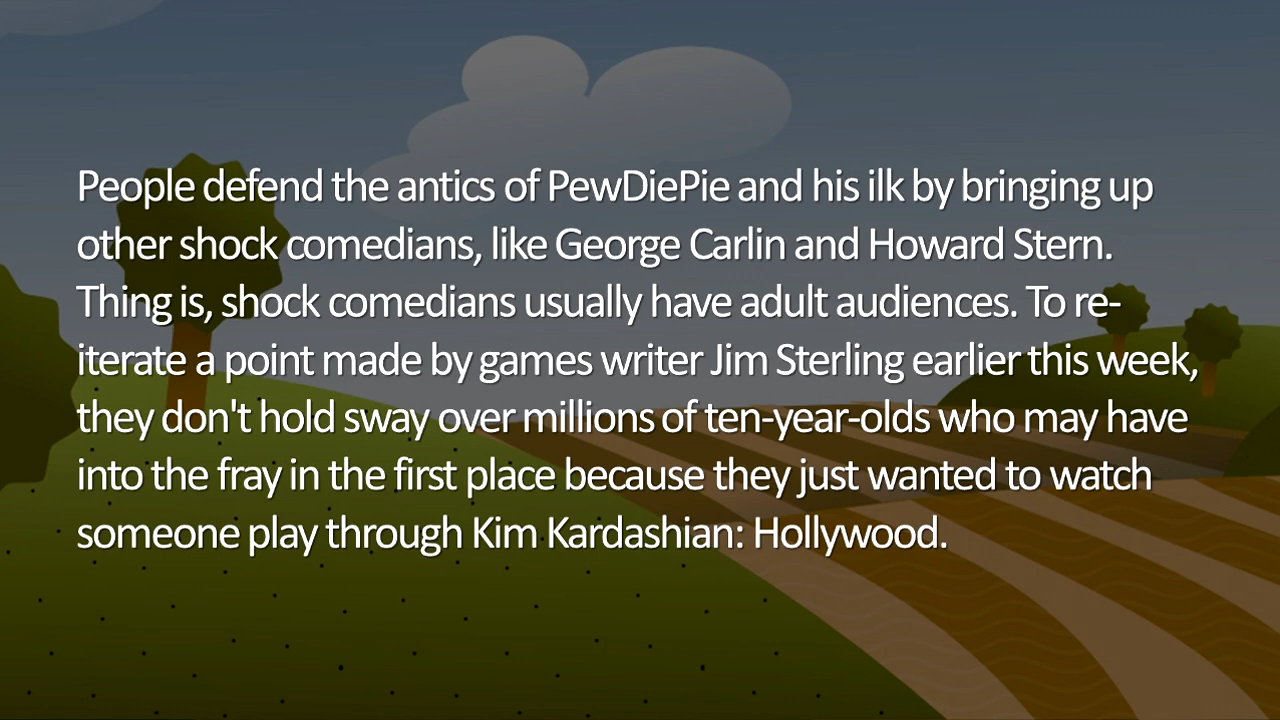 People defend the antics of PewDiePie and his ilk by bringing up
other shock comedians, like George Carlin and Howard Stern.
Thing is, shock comedians usually have adult audiences. To re-
iterate a point made by games writer Jim Sterling earlier this week,
they don't hold sway over millions of ten-year-olds who may have
into the fray in the first place because they just wanted to watch
someone play through Kim Kardashian: Hollywood.